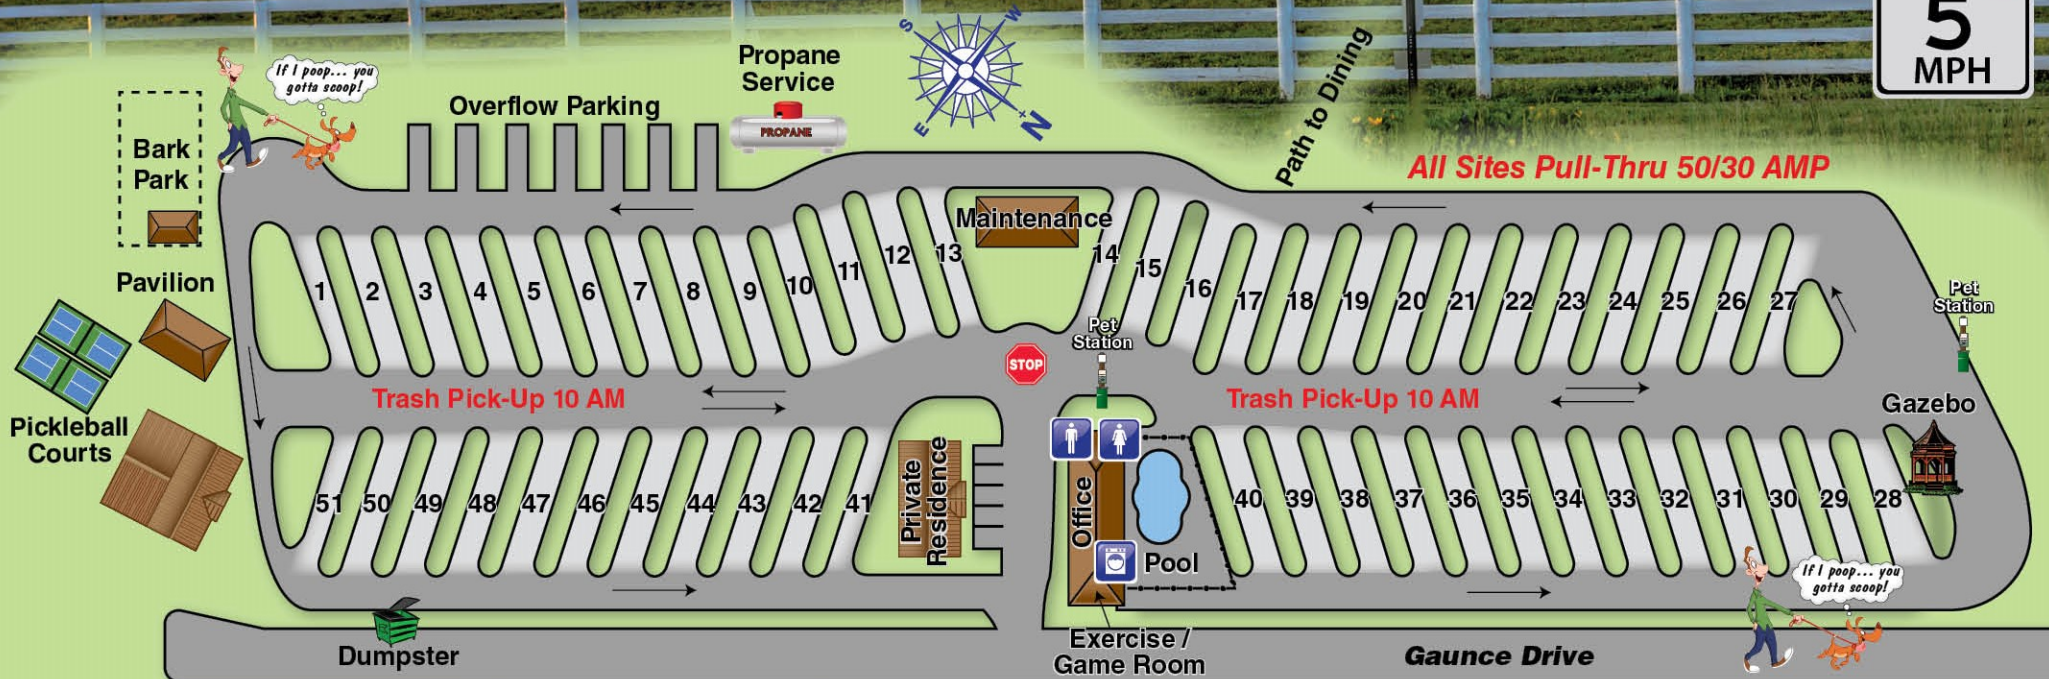 5
MPH
S
W
E
N
Propane
Service
PROPANE
If I poop... you
gotta scoop!
Overflow Parking
Path to Dining
Bark
Park
All Sites Pull-Thru 50/30 AMP
Maintenance
1 2 3 4 5 6 7 8 9 10 11 12 13
14 15 16 17 18 19 20 21 22 23 24 25 26 27
Pavilion
Pet
Station
Pet
Station
STOP
Trash Pick-Up 10 AM
Trash Pick-Up 10 AM
Gazebo
Pickleball
Courts
51 50 49 48 47 46 45 44 43 42 41
Private
Residence
Office
Pool
40 39 38 37 36 35 34 33 32 31 30 29 28
If I poop... you
gotta scoop!
Dumpster
Exercise /
Game Room
Gaunce Drive